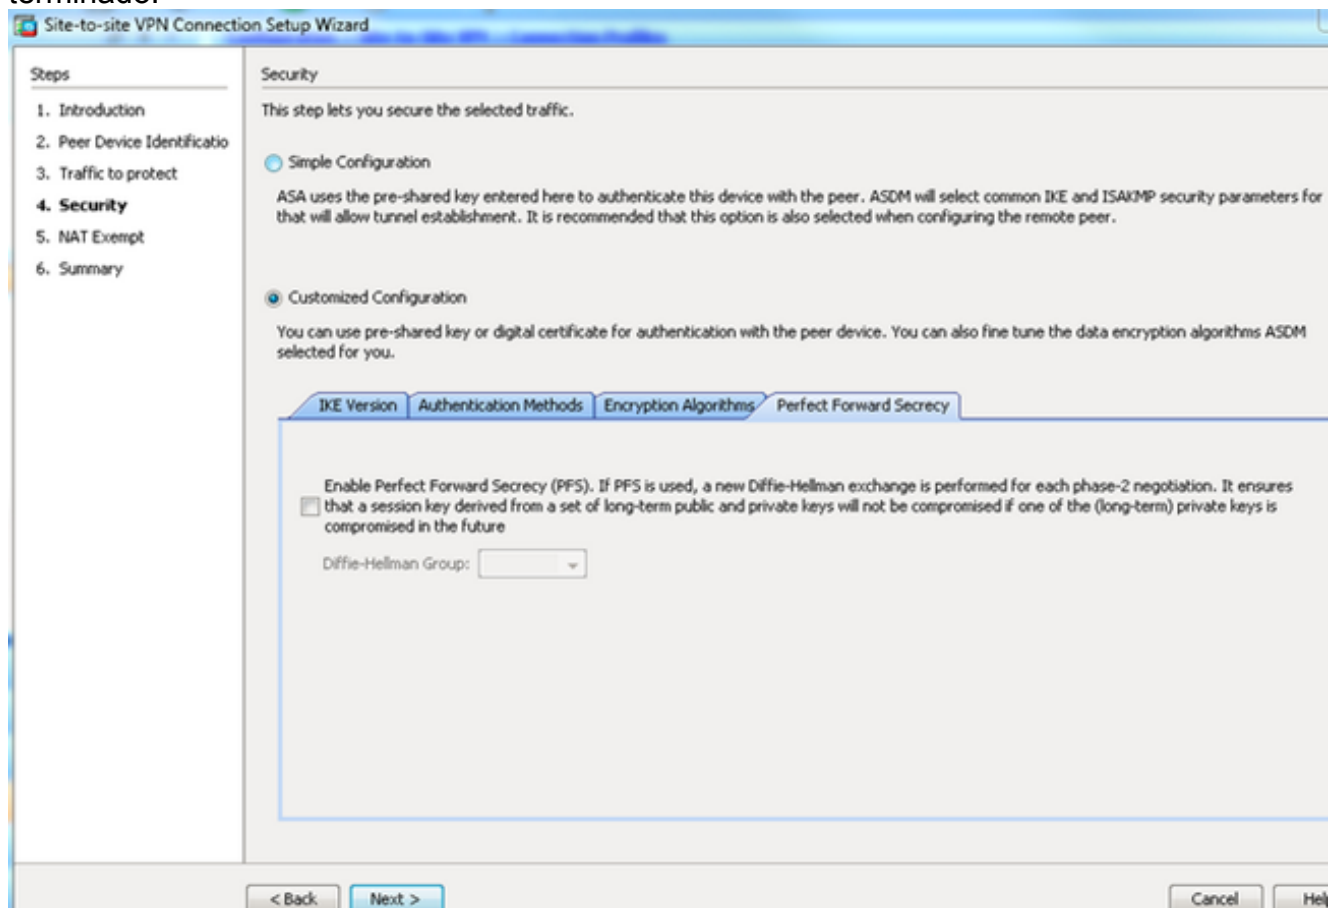 terminado.
Site-to-site VPN Connection Setup Wizard
Steps
1. Introduction
2. Peer Device Identificatio
3. Traffic to protect
4. Security
5. NAT Exempt
6. Summary
Security
This step lets you secure the selected traffic.
Simple Configuration
ASA uses the pre-shared key entered here to authenticate this device with the peer. ASDM will select common IKE and ISAKMP security parameters for
that will allow tunnel establishment. It is recommended that this option is also selected when configuring the remote peer.
Customized Configuration
You can use pre-shared key or digital certificate for authentication with the peer device. You can also fine tune the data encryption algorithms ASDM
selected for you.
IKE Version Authentication Methods Encryption Algorithms Perfect Forward Secrecy
Enable Perfect Forward Secrecy (PFS). If PFS is used, a new Diffie-Hellman exchange is performed for each phase-2 negotiation. It ensures
that a session key derived from a set of long-term public and private keys will not be compromised if one of the (long-term) private keys is
compromised in the future
Diffie-Hellman Group:
< Back Next > Cancel Help